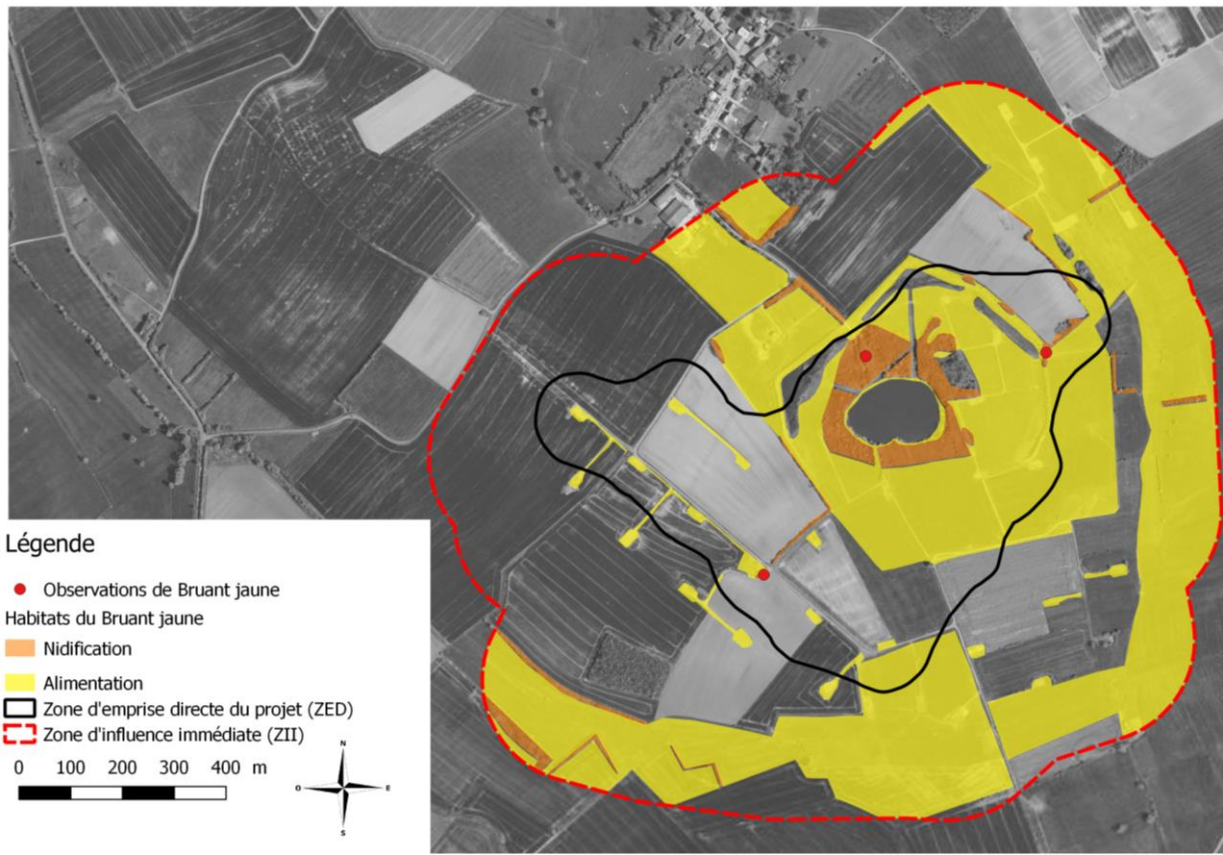 Légende
Observations de Bruant jaune
Habitats du Bruant jaune
Nidification
Alimentation
Zone d'emprise directe du projet (ZED)
Zone d'influence immédiate (ZII)
0 100 200 300 400 m
N
O E
S